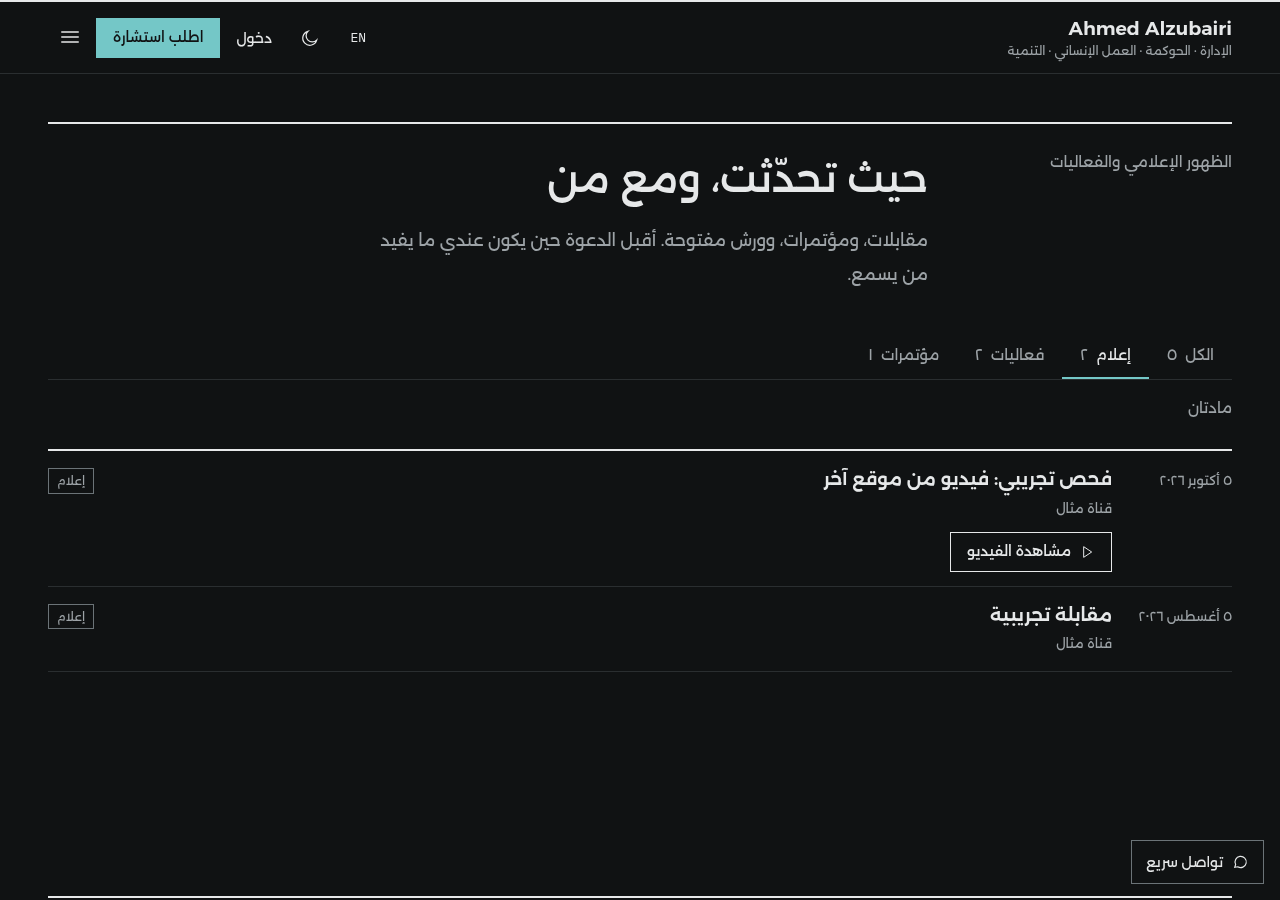 Ahmed Alzubairi
الإدارة · الحوكمة · العمل الإنساني · التنمية
EN
دخول
اطلب استشارة
الظهور الإعلامي والفعاليات
حيث تحدّثت، ومع من
مقابلات، ومؤتمرات، وورش مفتوحة. أقبل الدعوة حين يكون عندي ما يفيد
من يسمع.
الكل ٥ إعلام ٢ فعاليات ٢ مؤتمرات ١
مادتان
٥ أكتوبر ٢٠٢٦
فحص تجريبي: فيديو من موقع آخر
إعلام
قناة مثال
مشاهدة الفيديو
٥ أغسطس ٢٠٢٦
مقابلة تجريبية
إعلام
قناة مثال
تواصل سريع